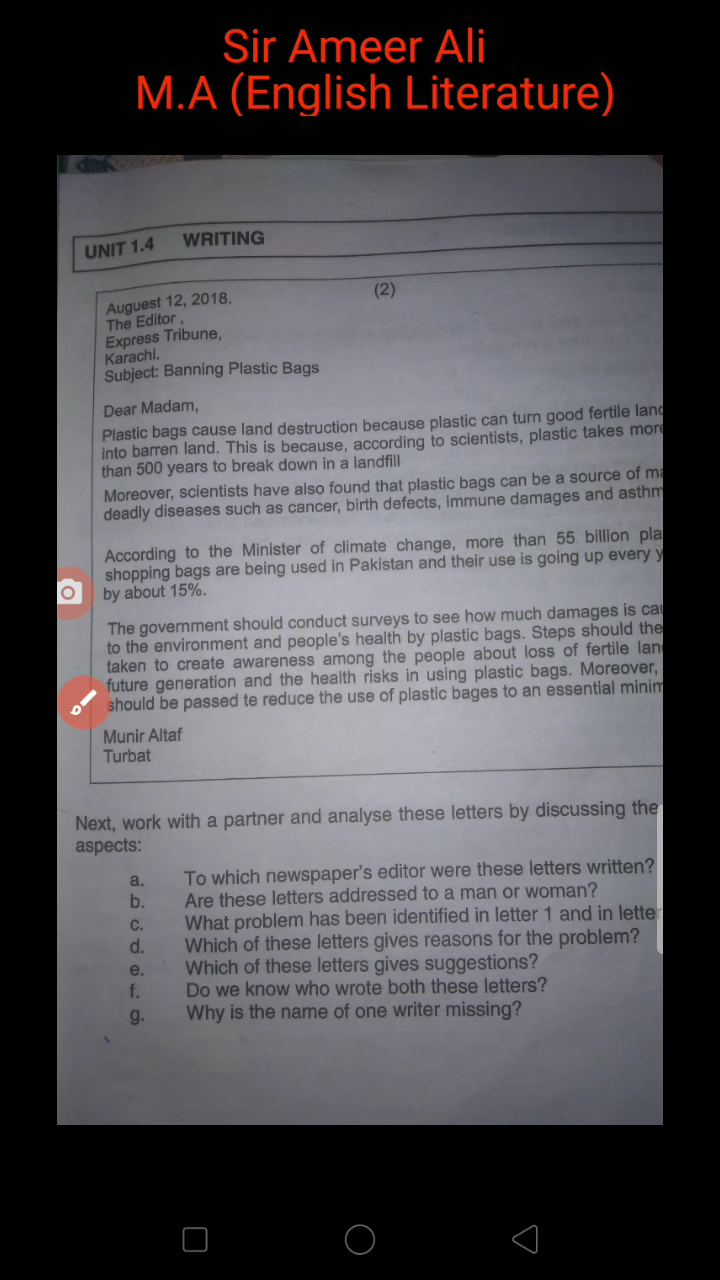 Sir Ameer Ali
M.A (English Literature)
UNIT 1.4 WRITING
(2)
Auguest 12, 2018.
The Editor ,
Express Tribune,
Karachi.
Subject: Banning Plastic Bags
Dear Madam,
Plastic bags cause land destruction because plastic can turn good fertile land
into barren land. This is because, according to scientists, plastic takes more
than 500 years to break down in a landfill
Moreover, scientists have also found that plastic bags can be a source of ma
deadly diseases such as cancer, birth defects, immune damages and asthm
According to the Minister of climate change, more than 55 billion pla
shopping bags are being used in Pakistan and their use is going up every y
by about 15%.
The government should conduct surveys to see how much damages is cau
to the environment and people's health by plastic bags. Steps should the
taken to create awareness among the people about loss of fertile lan
future generation and the health risks in using plastic bags. Moreover,
should be passed te reduce the use of plastic bages to an essential minim
Munir Altaf
Turbat
Next, work with a partner and analyse these letters by discussing the
aspects:
a. To which newspaper's editor were these letters written?
b. Are these letters addressed to a man or woman?
c. What problem has been identified in letter 1 and in letter
d. Which of these letters gives reasons for the problem?
e. Which of these letters gives suggestions?
f. Do we know who wrote both these letters?
g. Why is the name of one writer missing?